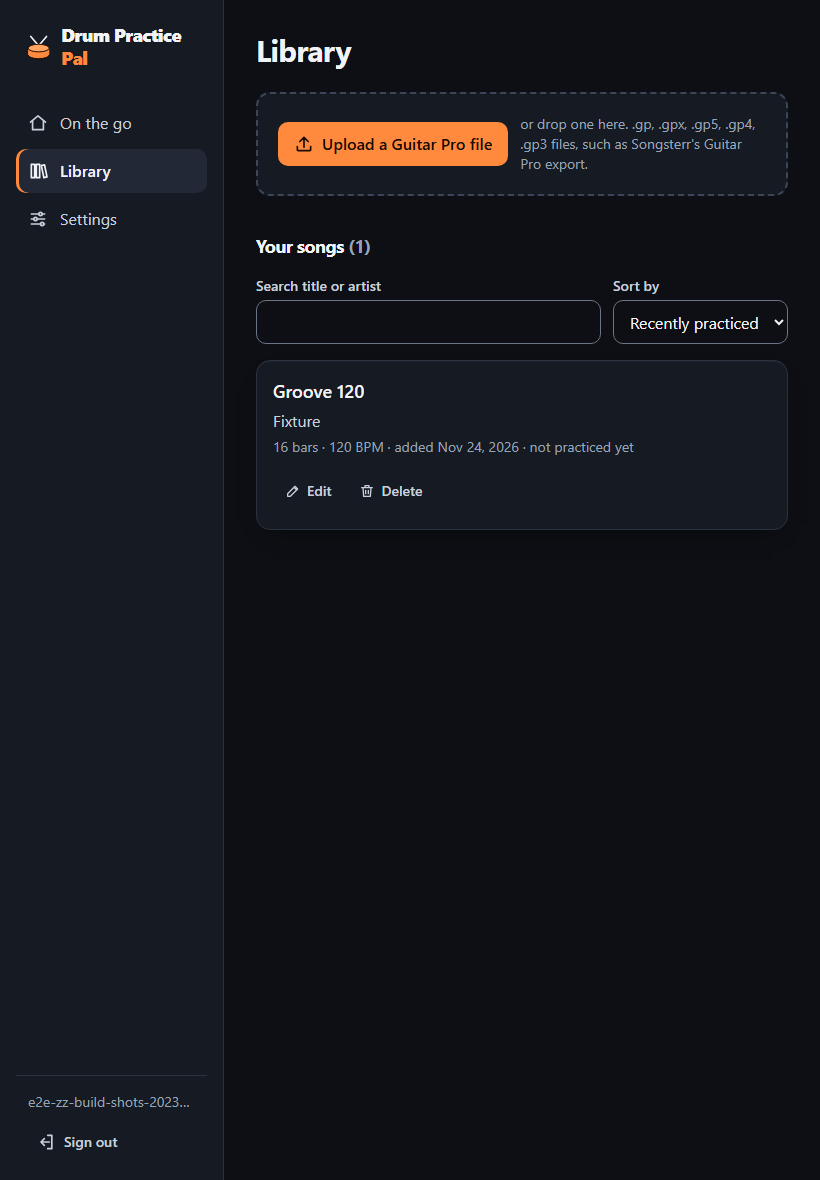 Drum Practice
Pal
On the go
Library
Settings
e2e-zz-build-shots-2023...
Sign out
Library
Upload a Guitar Pro file
or drop one here. .gp, .gpx, .gp5, .gp4,
.gp3 files, such as Songsterr's Guitar
Pro export.
Your songs (1)
Search title or artist
Sort by
Recently practiced
Groove 120
Fixture
16 bars · 120 BPM · added Nov 24, 2026 · not practiced yet
Edit
Delete